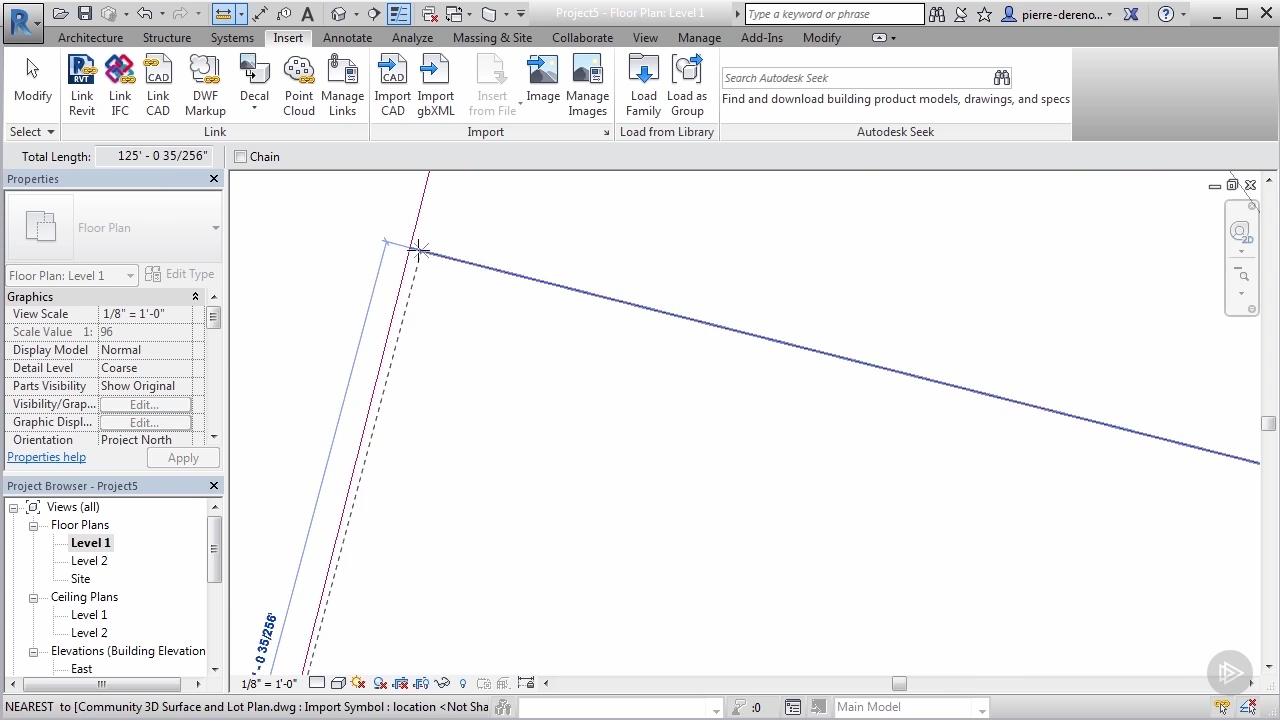 Project5 - Floor Plan: Level 1
Type a keyword or phrase
pierre-dereno...
Architecture Structure Systems Insert Annotate Analyze Massing & Site Collaborate View Manage Add-Ins Modify
Modify
Link Revit
Link IFC
Link CAD
DWF Markup
Decal
Point Cloud
Manage Links
Import CAD
Import gbXML
Insert from File
Image
Manage Images
Load Family
Load as Group
Search Autodesk Seek
Find and download building product models, drawings, and specs
Select Link Import Load from Library Autodesk Seek
Total Length: 125' - 0 35/256" Chain
Properties
Floor Plan
Floor Plan: Level 1 Edit Type
Graphics
View Scale 1/8" = 1'-0"
Scale Value 1: 96
Display Model Normal
Detail Level Coarse
Parts Visibility Show Original
Visibility/Grap... Edit...
Graphic Displ... Edit...
Orientation Project North
Properties help Apply
Project Browser - Project5
Views (all)
Floor Plans
Level 1
Level 2
Site
Ceiling Plans
Level 1
Level 2
Elevations (Building Elevation
East
2D
' - 0 35/256"
1/8" = 1'-0"
NEAREST to [Community 3D Surface and Lot Plan.dwg : Import Symbol : location <Not Sha
:0 Main Model